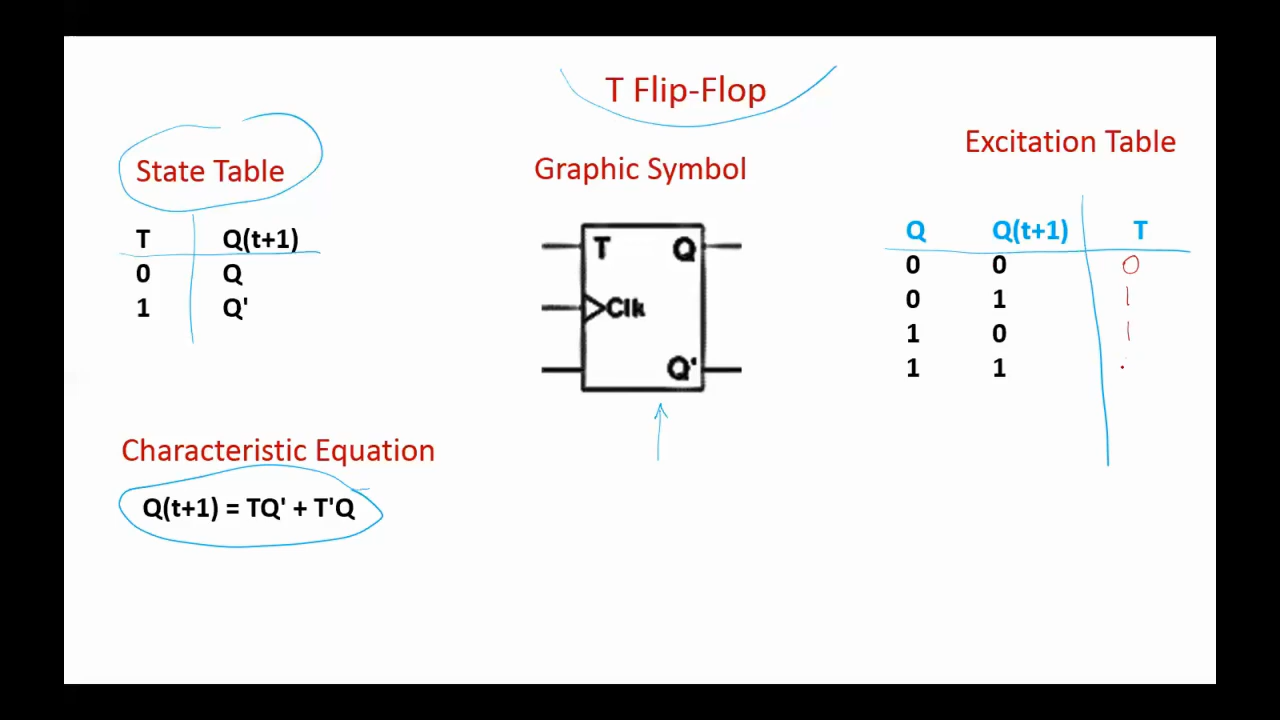 T Flip-Flop
State Table
T Q(t+1)
0 Q
1 Q'
Characteristic Equation
Q(t+1) = TQ' + T'Q
Graphic Symbol
T Q
Clk
Q'
Excitation Table
Q Q(t+1) T
0 0 0
0 1 1
1 0 1
1 1